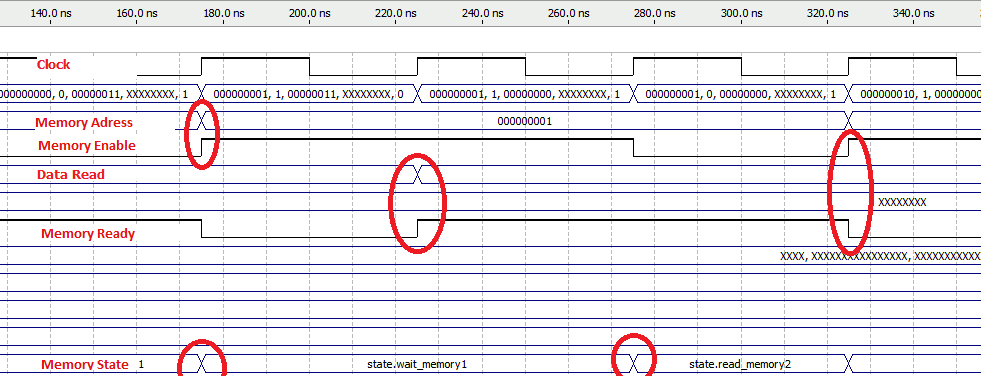 140.0 ns 160.0 ns 180.0 ns 200.0 ns 220.0 ns 240.0 ns 260.0 ns 280.0 ns 300.0 ns 320.0 ns 340.0 ns
Clock
000000000, 0, 00000011, XXXXXXXX, 1 000000001, 1, 00000011, XXXXXXXX, 0 000000001, 1, 00000000, XXXXXXXX, 1 000000001, 0, 00000000, XXXXXXXX, 1 000000010, 1, 0000000
Memory Adress 000000001
Memory Enable
Data Read
XXXXXXXX
Memory Ready
XXXX, XXXXXXXXXXXXXXXX, XXXXXXXXXXX
Memory State 1 state.wait_memory1 state.read_memory2